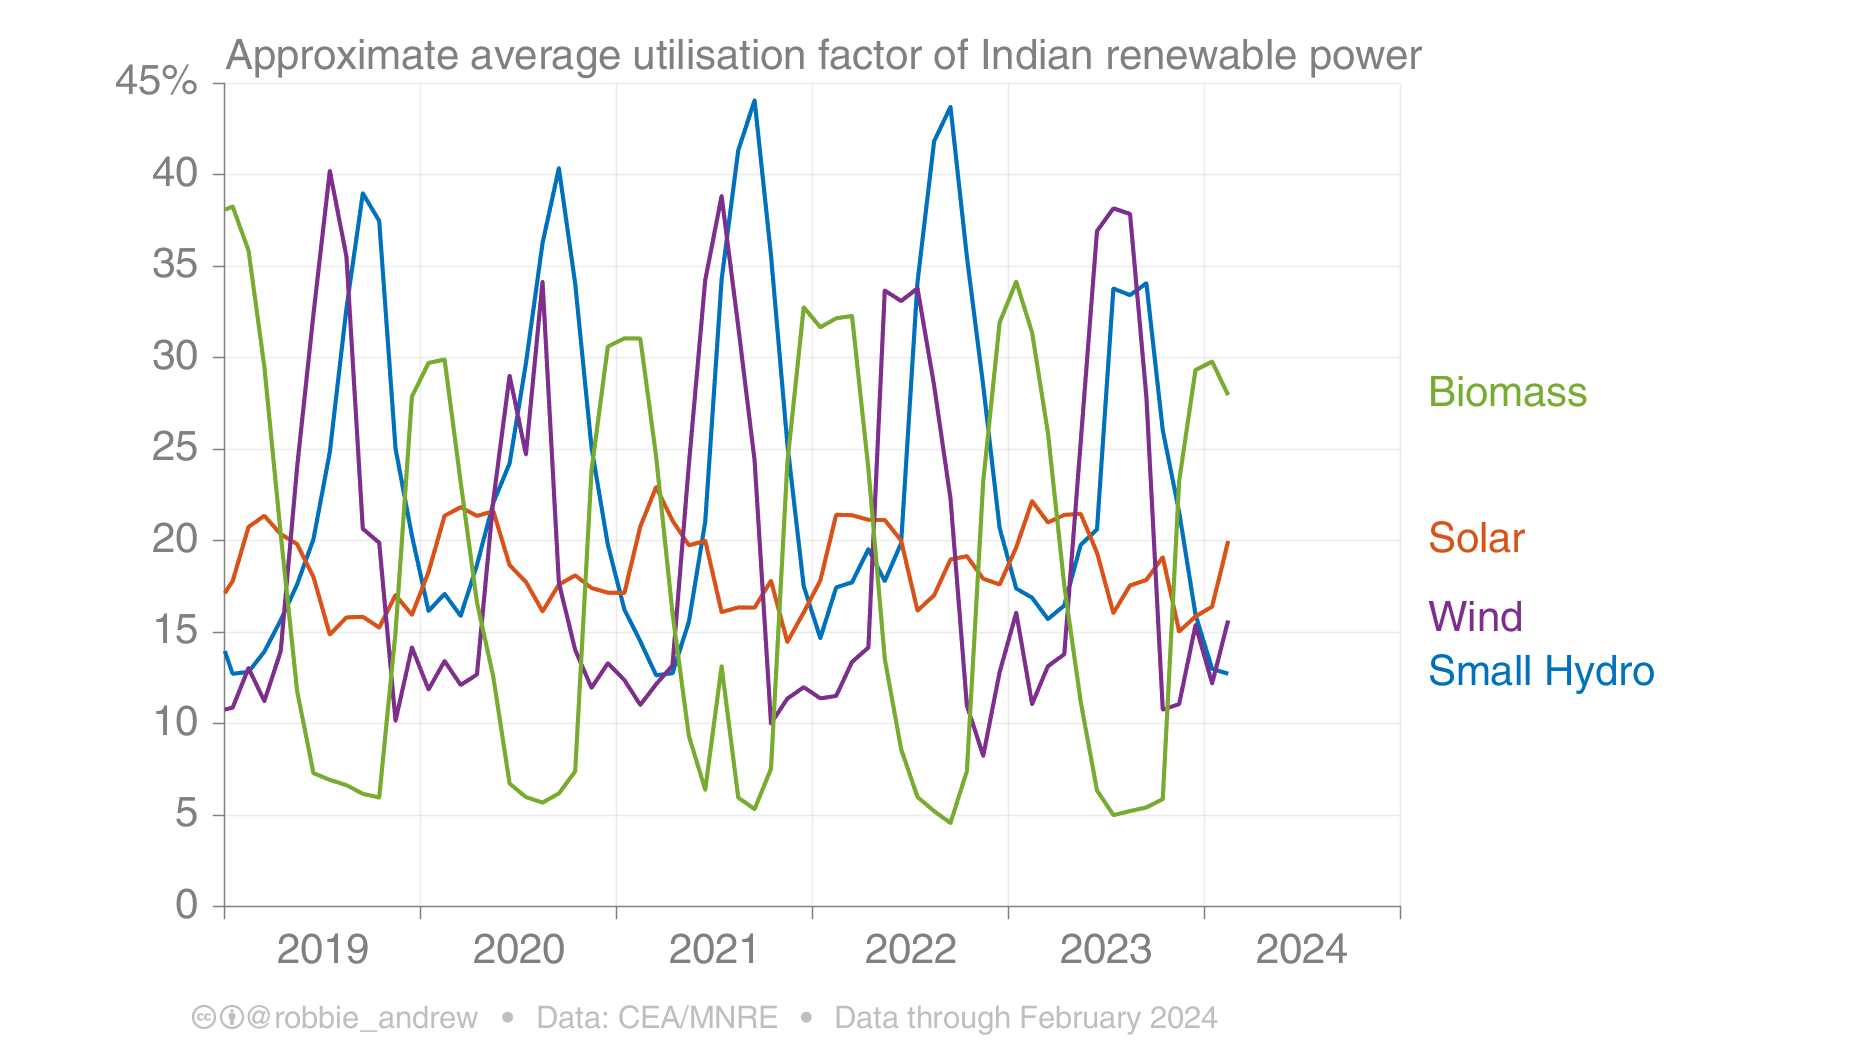 Approximate average utilisation factor of Indian renewable power
45%
40
35
30
25
20
15
10
5
0
Biomass
Solar
Wind
Small Hydro
2019 2020 2021 2022 2023 2024
cc @robbie_andrew • Data: CEA/MNRE • Data through February 2024